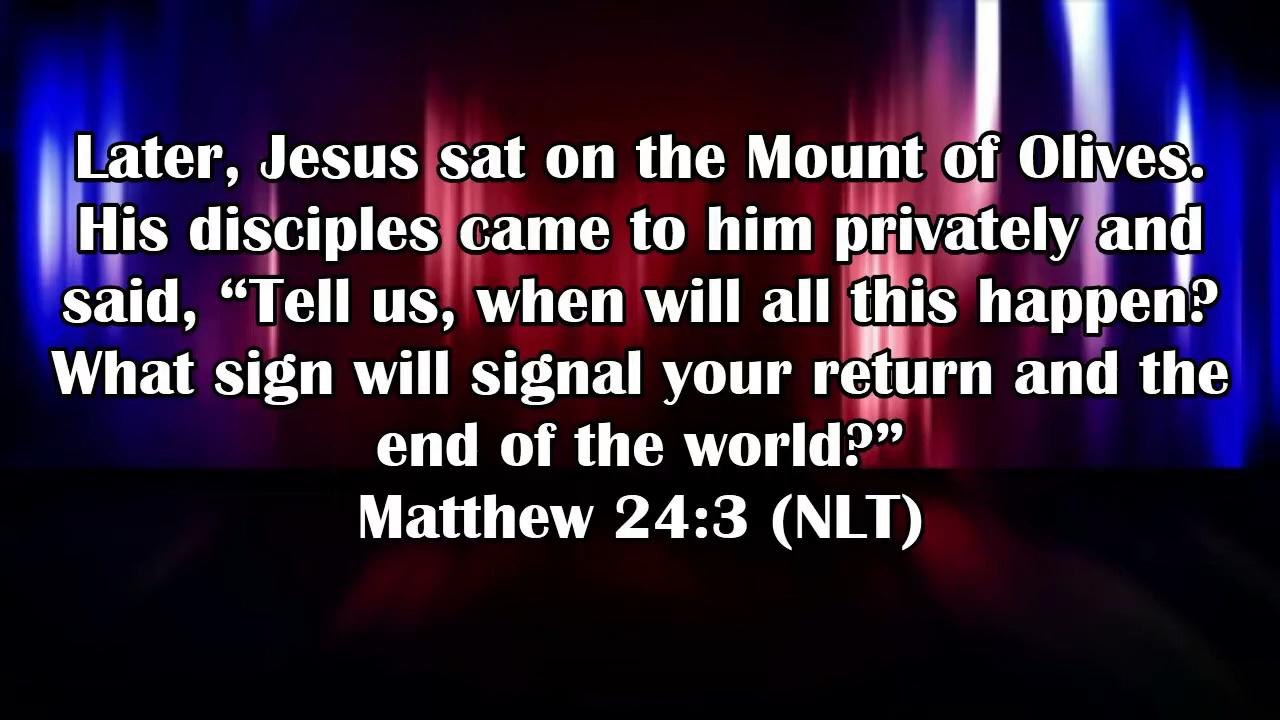 Later, Jesus sat on the Mount of Olives.
His disciples came to him privately and
said, “Tell us, when will all this happen?
What sign will signal your return and the
end of the world?”
Matthew 24:3 (NLT)